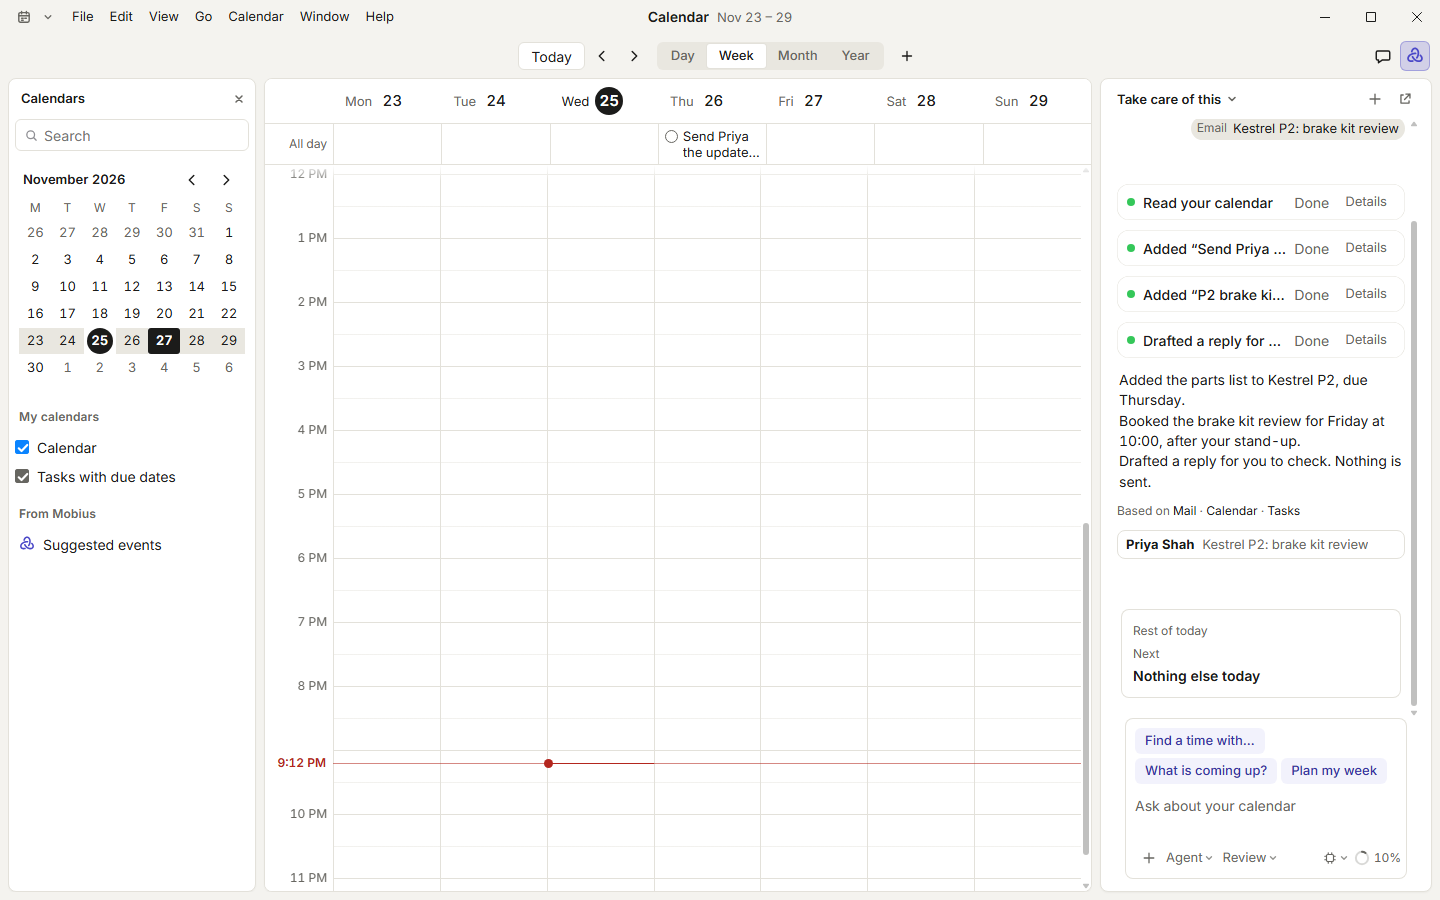 File Edit View Go Calendar Window Help
Calendar Nov 23 – 29
Today Day Week Month Year
Calendars
Search
November 2026
M T W T F S S
26 27 28 29 30 31 1
2 3 4 5 6 7 8
9 10 11 12 13 14 15
16 17 18 19 20 21 22
23 24 25 26 27 28 29
30 1 2 3 4 5 6
My calendars
Calendar
Tasks with due dates
From Mobius
Suggested events
Mon 23 Tue 24 Wed 25 Thu 26 Fri 27 Sat 28 Sun 29
All day
Send Priya
the update...
12 PM
1 PM
2 PM
3 PM
4 PM
5 PM
6 PM
7 PM
8 PM
9:12 PM
10 PM
11 PM
Take care of this
Email Kestrel P2: brake kit review
Read your calendar Done Details
Added “Send Priya ... Done Details
Added “P2 brake ki... Done Details
Drafted a reply for ... Done Details
Added the parts list to Kestrel P2, due
Thursday.
Booked the brake kit review for Friday at
10:00, after your stand-up.
Drafted a reply for you to check. Nothing is
sent.
Based on Mail · Calendar · Tasks
Priya Shah Kestrel P2: brake kit review
Rest of today
Next
Nothing else today
Find a time with...
What is coming up? Plan my week
Ask about your calendar
Agent Review 10%